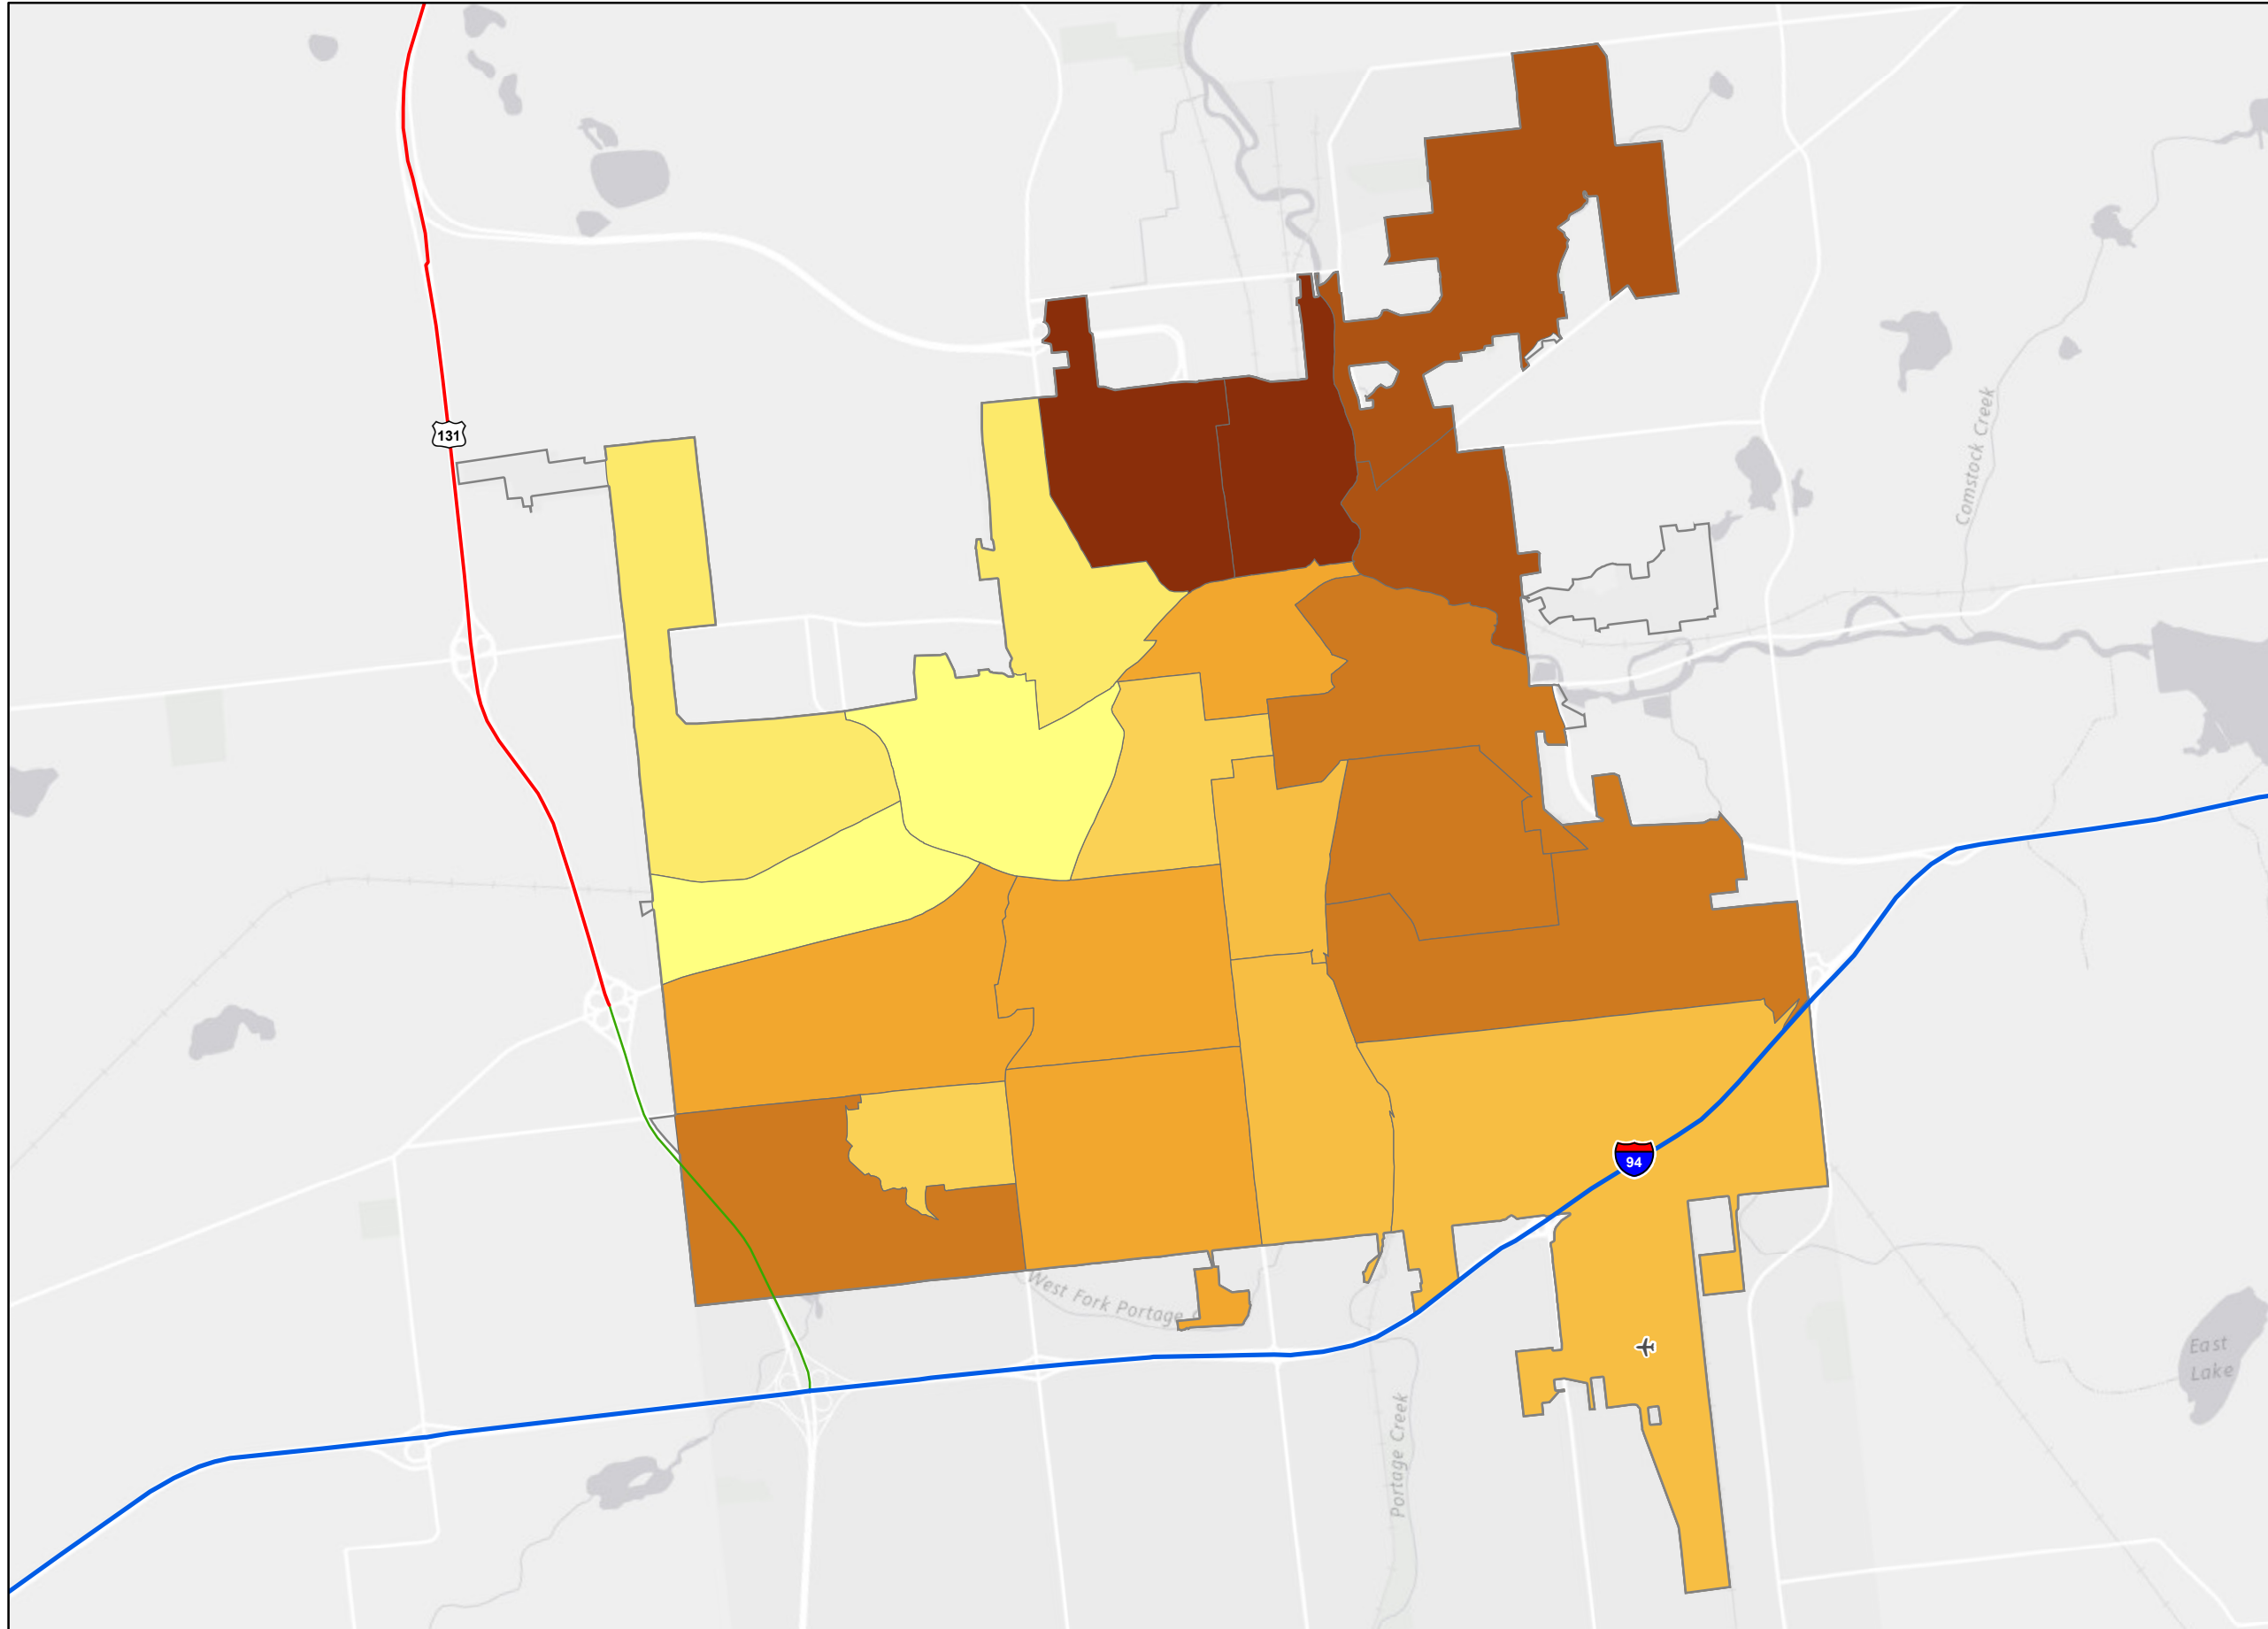 131
Comstock Creek
94
West Fork Portage
East
Lake
Portage Creek